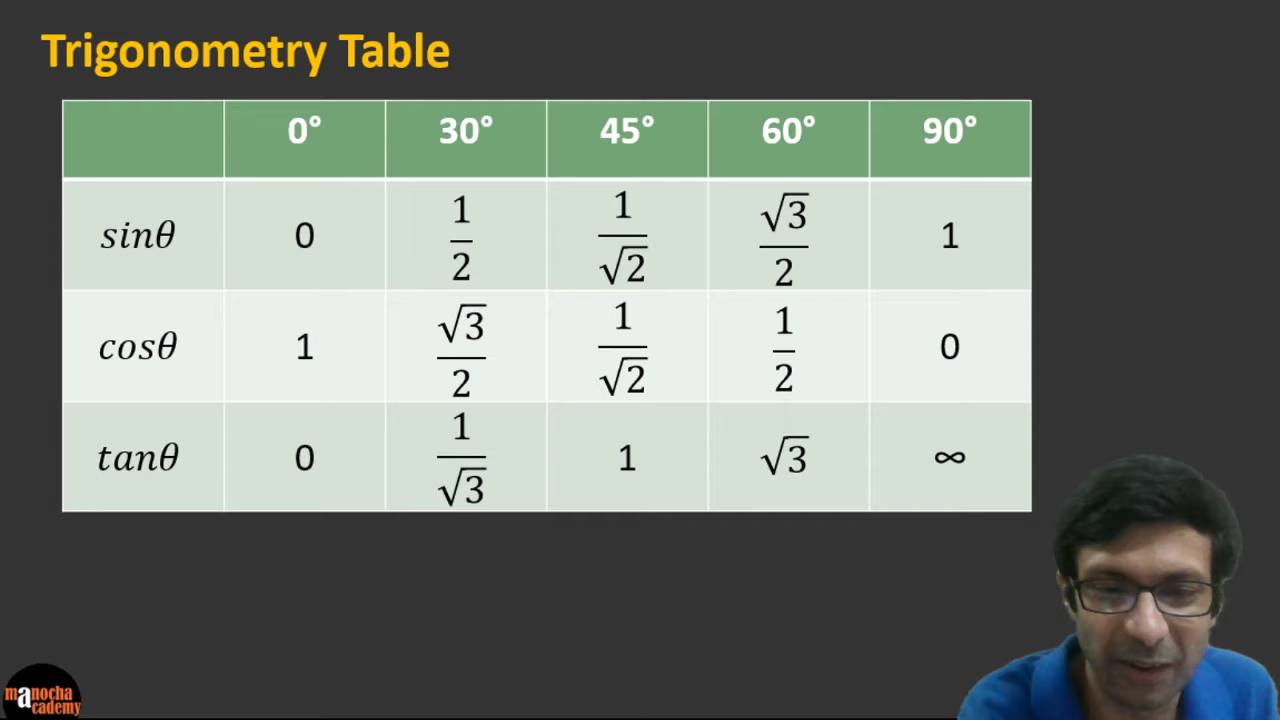 Trigonometry Table
0° 30° 45° 60° 90°
sinθ 0 1/2 1/√2 √3/2 1
cosθ 1 √3/2 1/√2 1/2 0
tanθ 0 1/√3 1 √3 ∞
manocha
academy